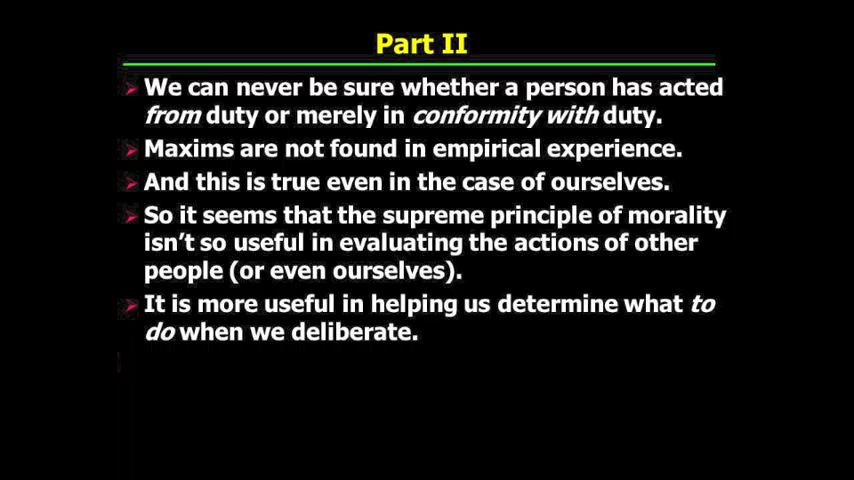 Part II
We can never be sure whether a person has acted
from duty or merely in conformity with duty.
Maxims are not found in empirical experience.
And this is true even in the case of ourselves.
So it seems that the supreme principle of morality
isn’t so useful in evaluating the actions of other
people (or even ourselves).
It is more useful in helping us determine what to
do when we deliberate.